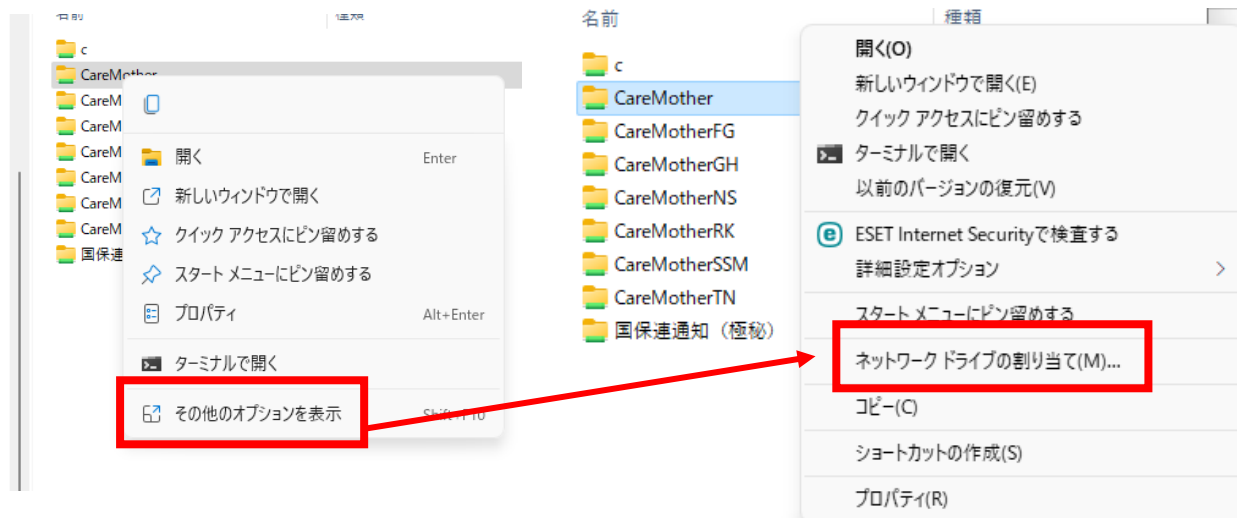 名前
種類
c
CareMother
CareM
CareM
CareM
CareM
CareM
CareM
国保連
開く
Enter
新しいウィンドウで開く
クイック アクセスにピン留めする
スタート メニューにピン留めする
プロパティ
Alt+Enter
ターミナルで開く
その他のオプションを表示
Shift+F10
名前
種類
c
CareMother
CareMotherFG
CareMotherGH
CareMotherNS
CareMotherRK
CareMotherSSM
CareMotherTN
国保連通知（極秘）
開く(O)
新しいウィンドウで開く(E)
クイック アクセスにピン留めする
ターミナルで開く
以前のバージョンの復元(V)
ESET Internet Securityで検査する
詳細設定オプション
スタート メニューにピン留めする
ネットワーク ドライブの割り当て(M)...
コピー(C)
ショートカットの作成(S)
プロパティ(R)